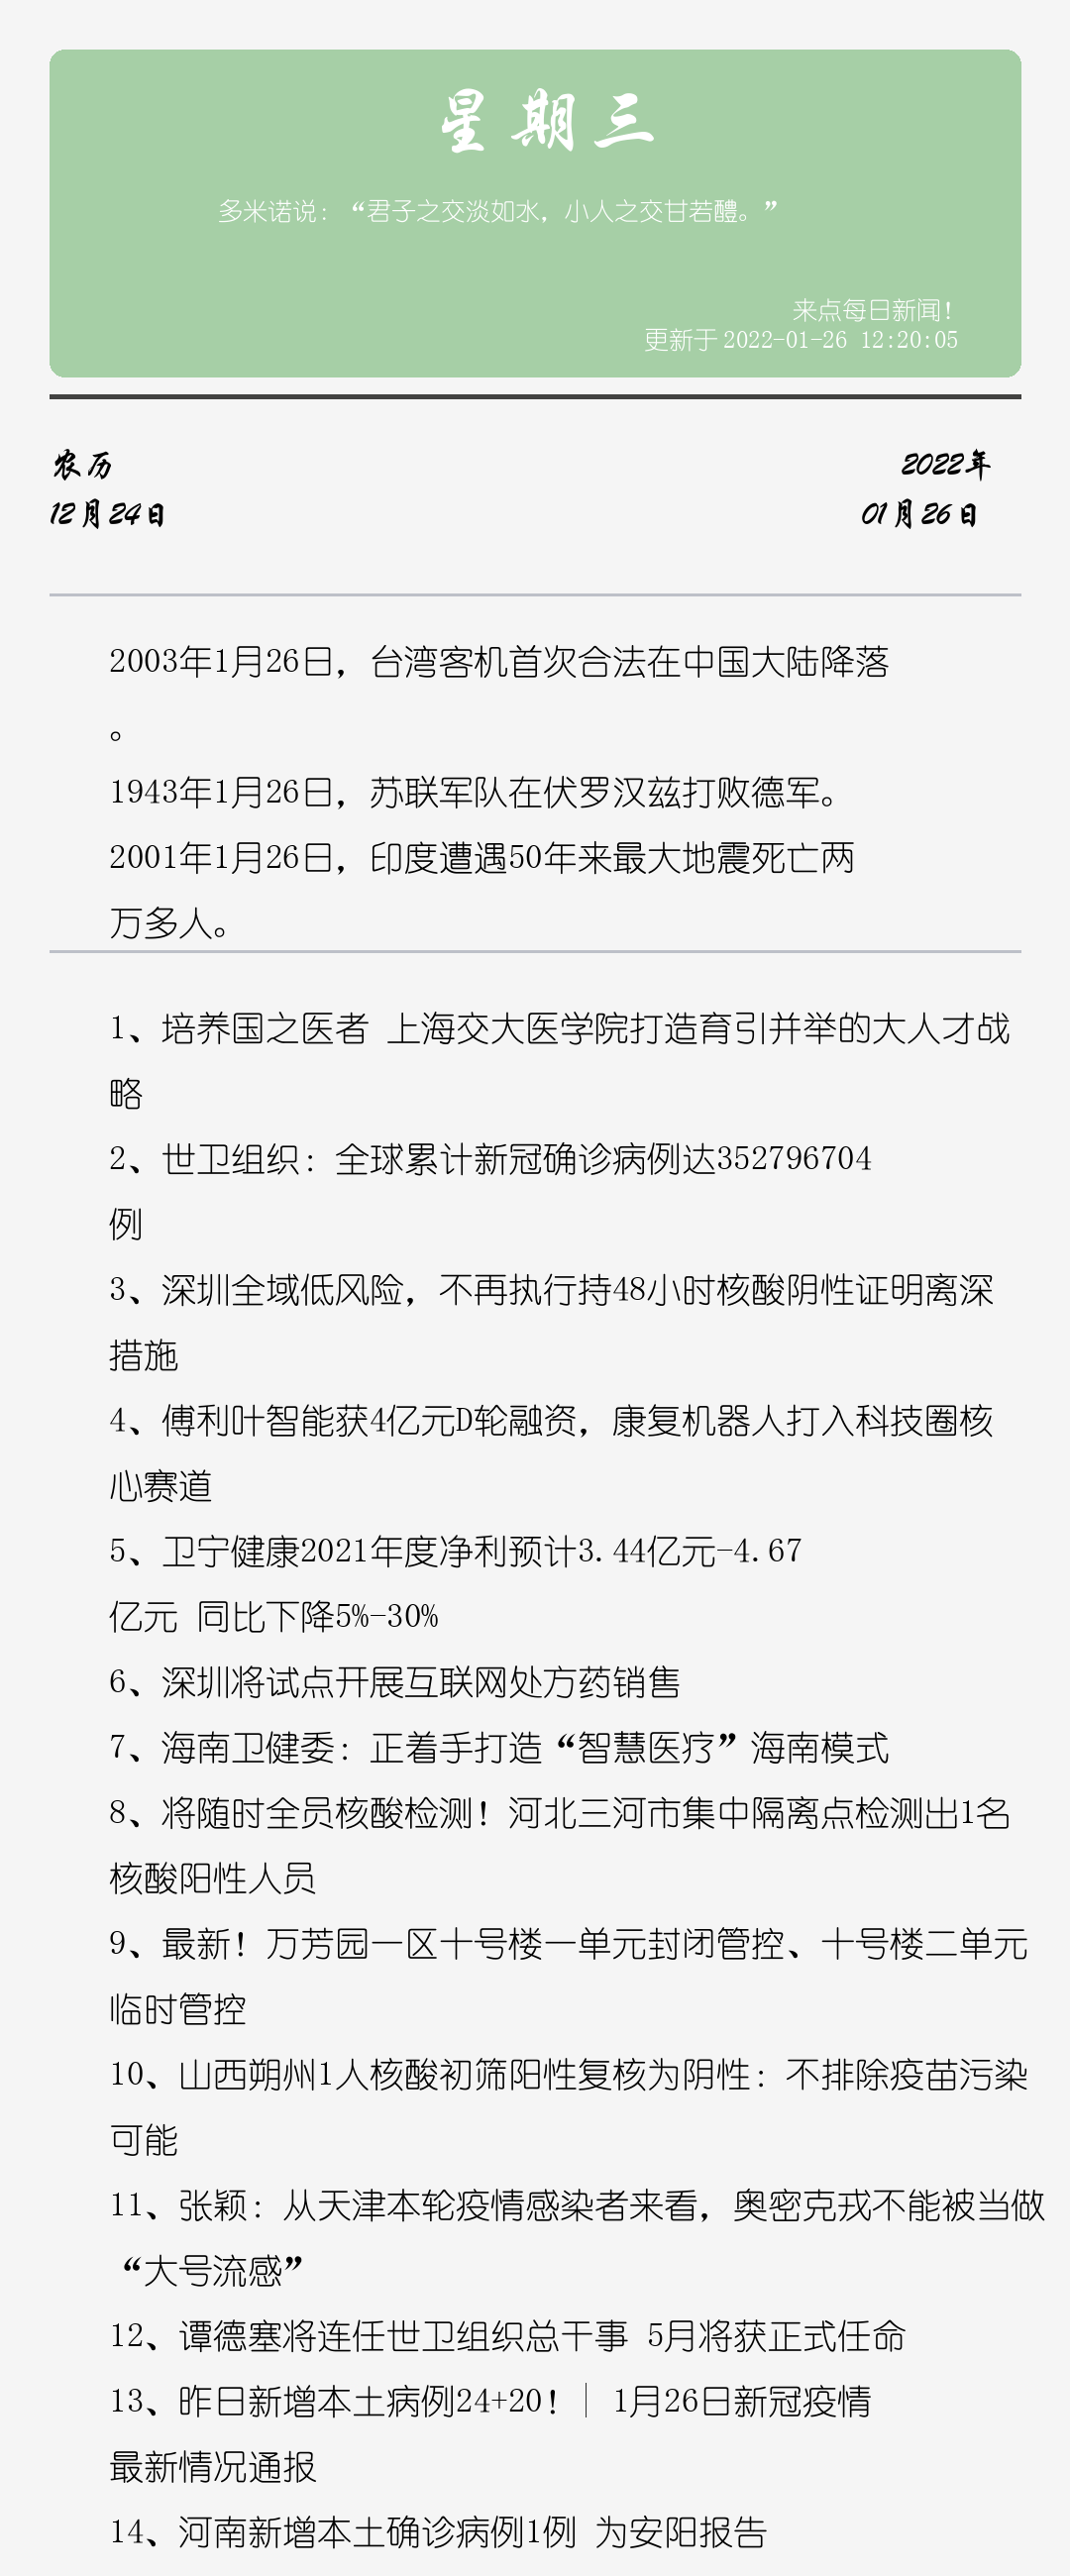 星期三
多米诺说：“君子之交淡如水，小人之交甘若醴。”
来点每日新闻！
更新于 2022-01-26 12:20:05
农历
12月24日
2022年
01月26日
2003年1月26日，台湾客机首次合法在中国大陆降落
。
1943年1月26日，苏联军队在伏罗汉兹打败德军。
2001年1月26日，印度遭遇50年来最大地震死亡两
万多人。
1、培养国之医者 上海交大医学院打造育引并举的大人才战
略
2、世卫组织：全球累计新冠确诊病例达352796704
例
3、深圳全域低风险，不再执行持48小时核酸阴性证明离深
措施
4、傅利叶智能获4亿元D轮融资，康复机器人打入科技圈核
心赛道
5、卫宁健康2021年度净利预计3.44亿元-4.67
亿元 同比下降5%-30%
6、深圳将试点开展互联网处方药销售
7、海南卫健委：正着手打造“智慧医疗”海南模式
8、将随时全员核酸检测！河北三河市集中隔离点检测出1名
核酸阳性人员
9、最新！万芳园一区十号楼一单元封闭管控、十号楼二单元
临时管控
10、山西朔州1人核酸初筛阳性复核为阴性：不排除疫苗污染
可能
11、张颖：从天津本轮疫情感染者来看，奥密克戎不能被当做
“大号流感”
12、谭德塞将连任世卫组织总干事 5月将获正式任命
13、昨日新增本土病例24+20！│ 1月26日新冠疫情
最新情况通报
14、河南新增本土确诊病例1例 为安阳报告